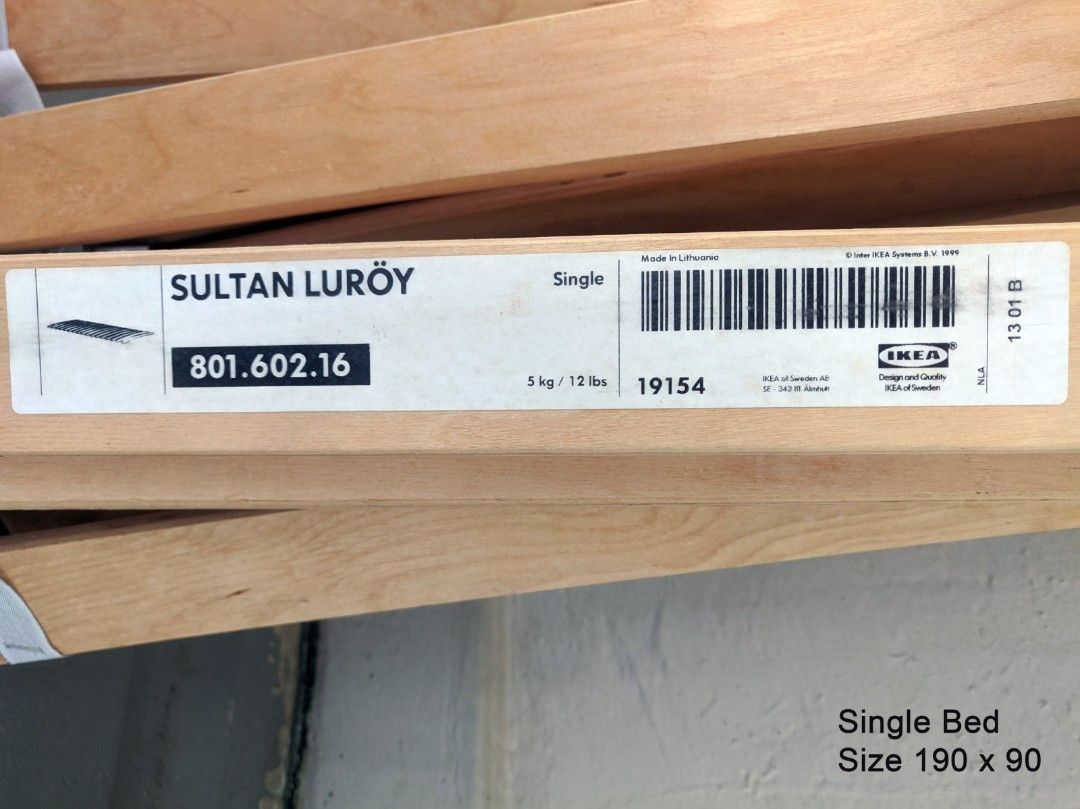 SULTAN LURÖY
Single
801.602.16
5 kg / 12 lbs
Made in Lithuania
© Inter IKEA Systems B.V. 1999
19154
IKEA of Sweden AB
SE - 343 81 Älmhult
IKEA®
Design and Quality
IKEA of Sweden
NLA
13 01 B
Single Bed
Size 190 x 90